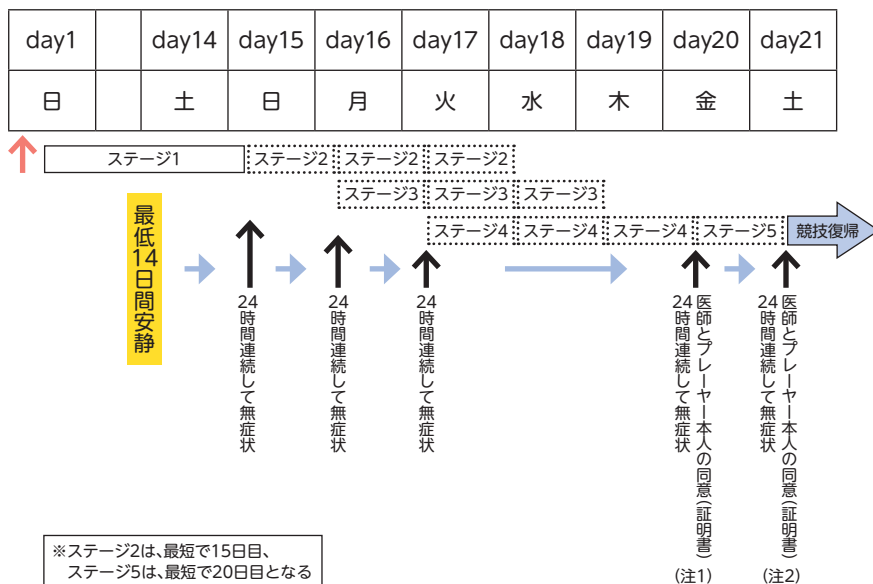 day1 day14 day15 day16 day17 day18 day19 day20 day21
日 土 日 月 火 水 木 金 土
ステージ1 ステージ2 ステージ2 ステージ2
ステージ3 ステージ3 ステージ3
ステージ4 ステージ4 ステージ4 ステージ5 競技復帰
最低14日間安静
24時間連続して無症状
24時間連続して無症状
24時間連続して無症状
医師とプレーヤー本人の同意(証明書)(注1)
24時間連続して無症状
医師とプレーヤー本人の同意(証明書)(注2)
24時間連続して無症状
※ステージ2は、最短で15日目、
ステージ5は、最短で20日目となる